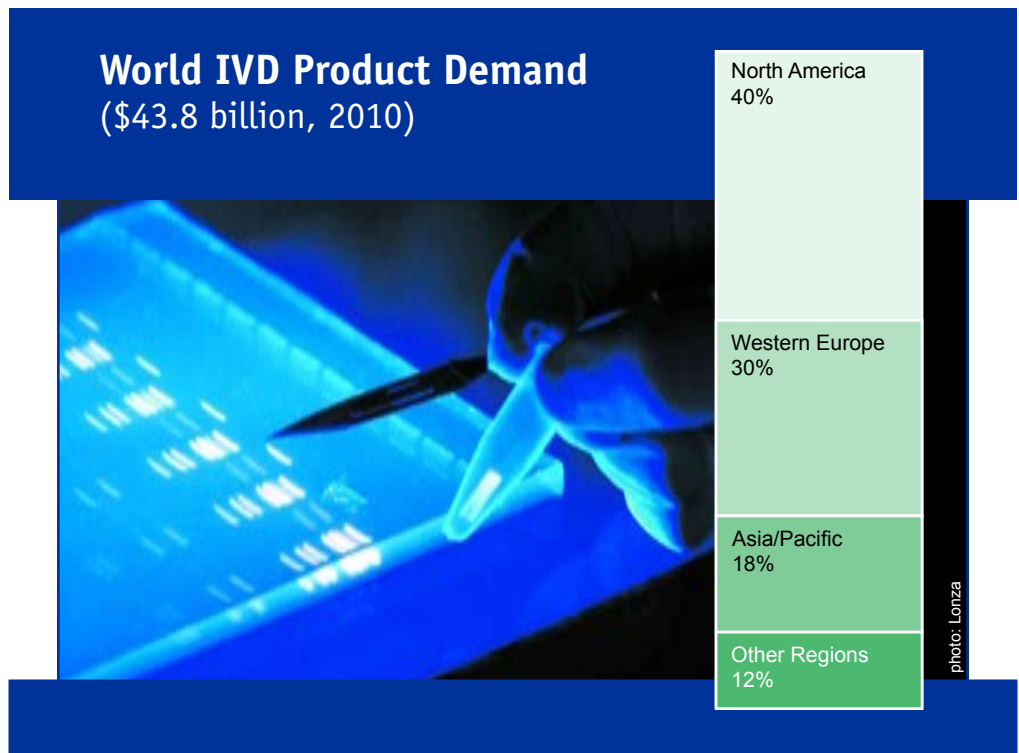 World IVD Product Demand
($43.8 billion, 2010)
North America
40%
Western Europe
30%
Asia/Pacific
18%
Other Regions
12%
photo: Lonza